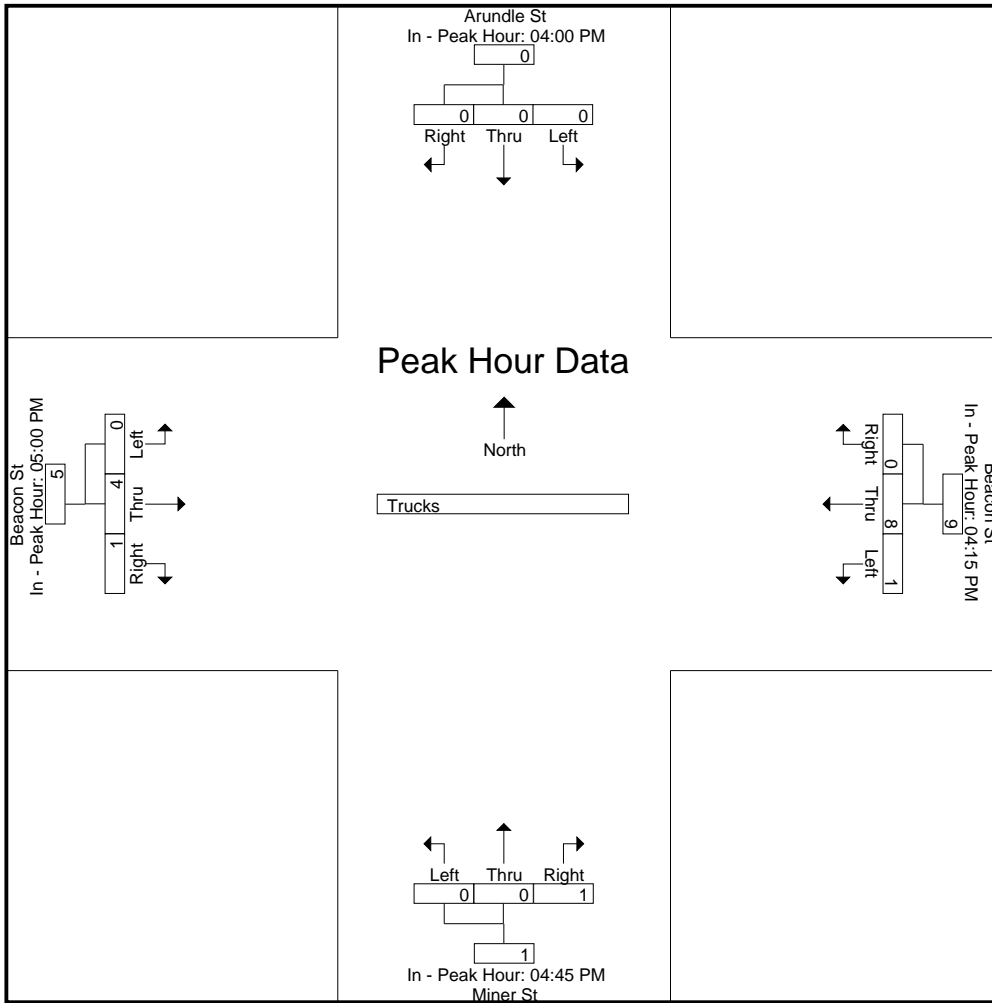 Arundle St
In - Peak Hour: 04:00 PM
0
0 0 0
Right Thru Left
Peak Hour Data
North
Trucks
Beacon St
In - Peak Hour: 05:00 PM
5
0 4 1
Left Thru Right
Beacon St
In - Peak Hour: 04:15 PM
9
0 8 1
Right Thru Left
Left Thru Right
0 0 1
1
In - Peak Hour: 04:45 PM
Miner St